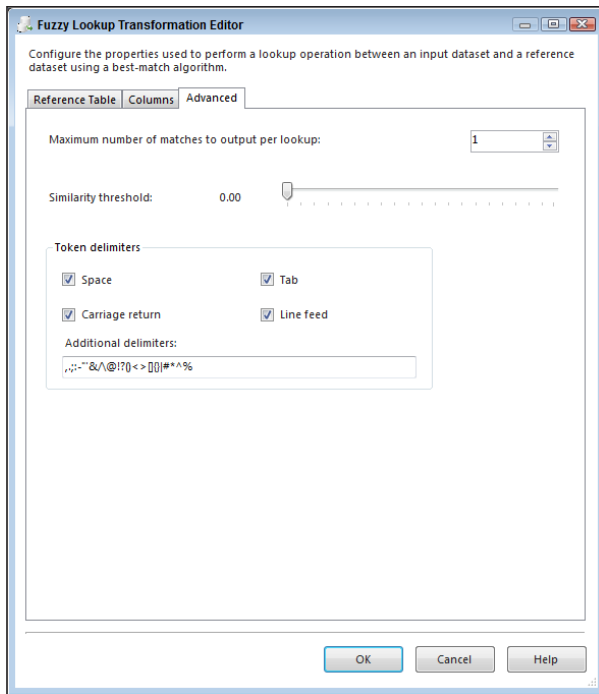 Fuzzy Lookup Transformation Editor
Configure the properties used to perform a lookup operation between an input dataset and a reference
dataset using a best-match algorithm.
Reference Table Columns Advanced
Maximum number of matches to output per lookup: 1
Similarity threshold: 0.00
Token delimiters
Space Tab
Carriage return Line feed
Additional delimiters:
,.;:-"'&/\@!?()<>[]{}|#*^%
OK Cancel Help